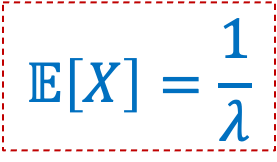 𝔼[X] = 1/λ